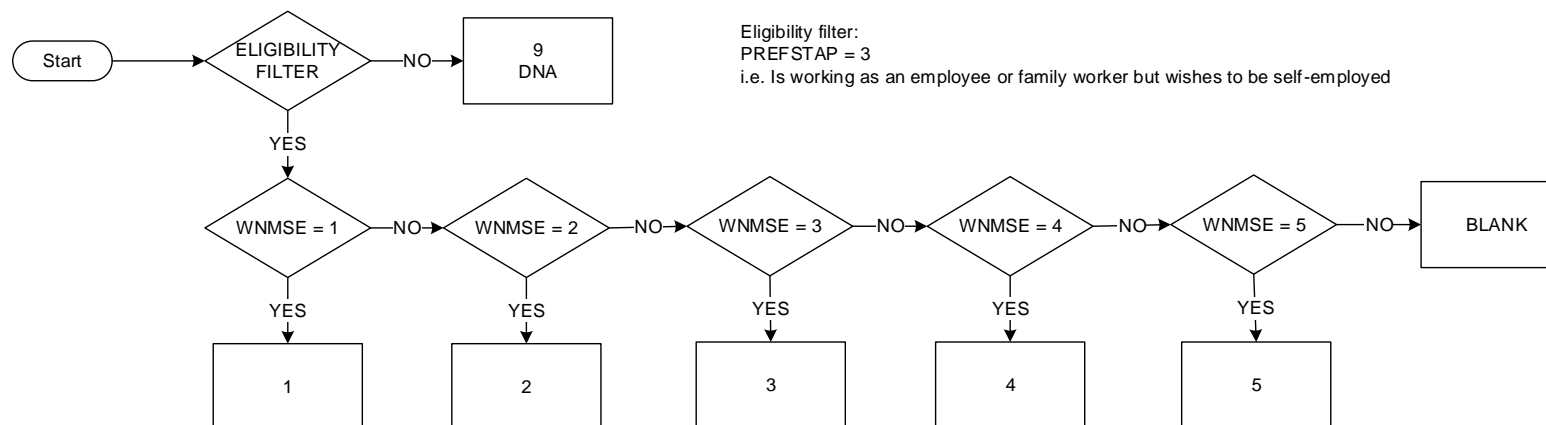 Start
ELIGIBILITY
FILTER
NO
9
DNA
Eligibility filter:
PREFSTAP = 3
i.e. Is working as an employee or family worker but wishes to be self-employed
YES
WNMSE = 1
NO
WNMSE = 2
NO
WNMSE = 3
NO
WNMSE = 4
NO
WNMSE = 5
NO
BLANK
YES
YES
YES
YES
YES
1
2
3
4
5